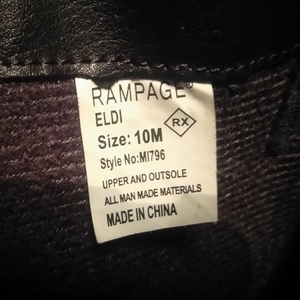 RAMPAGE®
ELDI
RX
Size: 10M
Style No: MI796
UPPER AND OUTSOLE
ALL MAN MADE MATERIALS
MADE IN CHINA